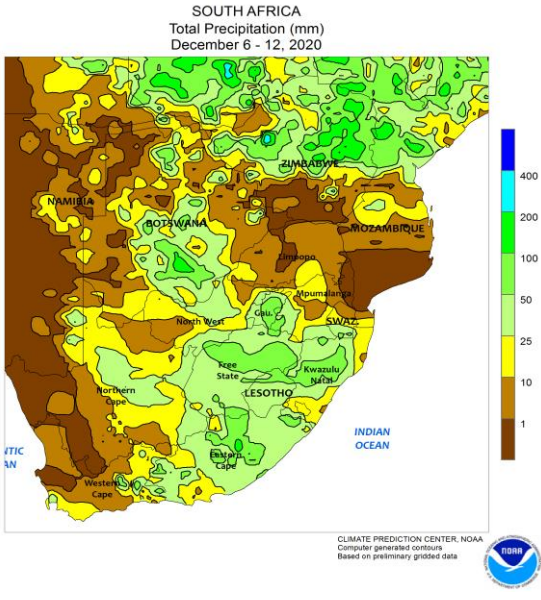 SOUTH AFRICA
Total Precipitation (mm)
December 6 - 12, 2020
ZIMBABWE
NAMIBIA
BOTSWANA
MOZAMBIQUE
Limpopo
Mpumalanga
Gau.
North West
SWAZ.
Free
State
Kwazulu
Natal
LESOTHO
Northern
Cape
Eastern
Cape
Western
Cape
INDIAN
OCEAN
NTIC
AN
400
200
100
50
25
10
1
CLIMATE PREDICTION CENTER, NOAA
Computer generated contours
Based on preliminary gridded data
NOAA